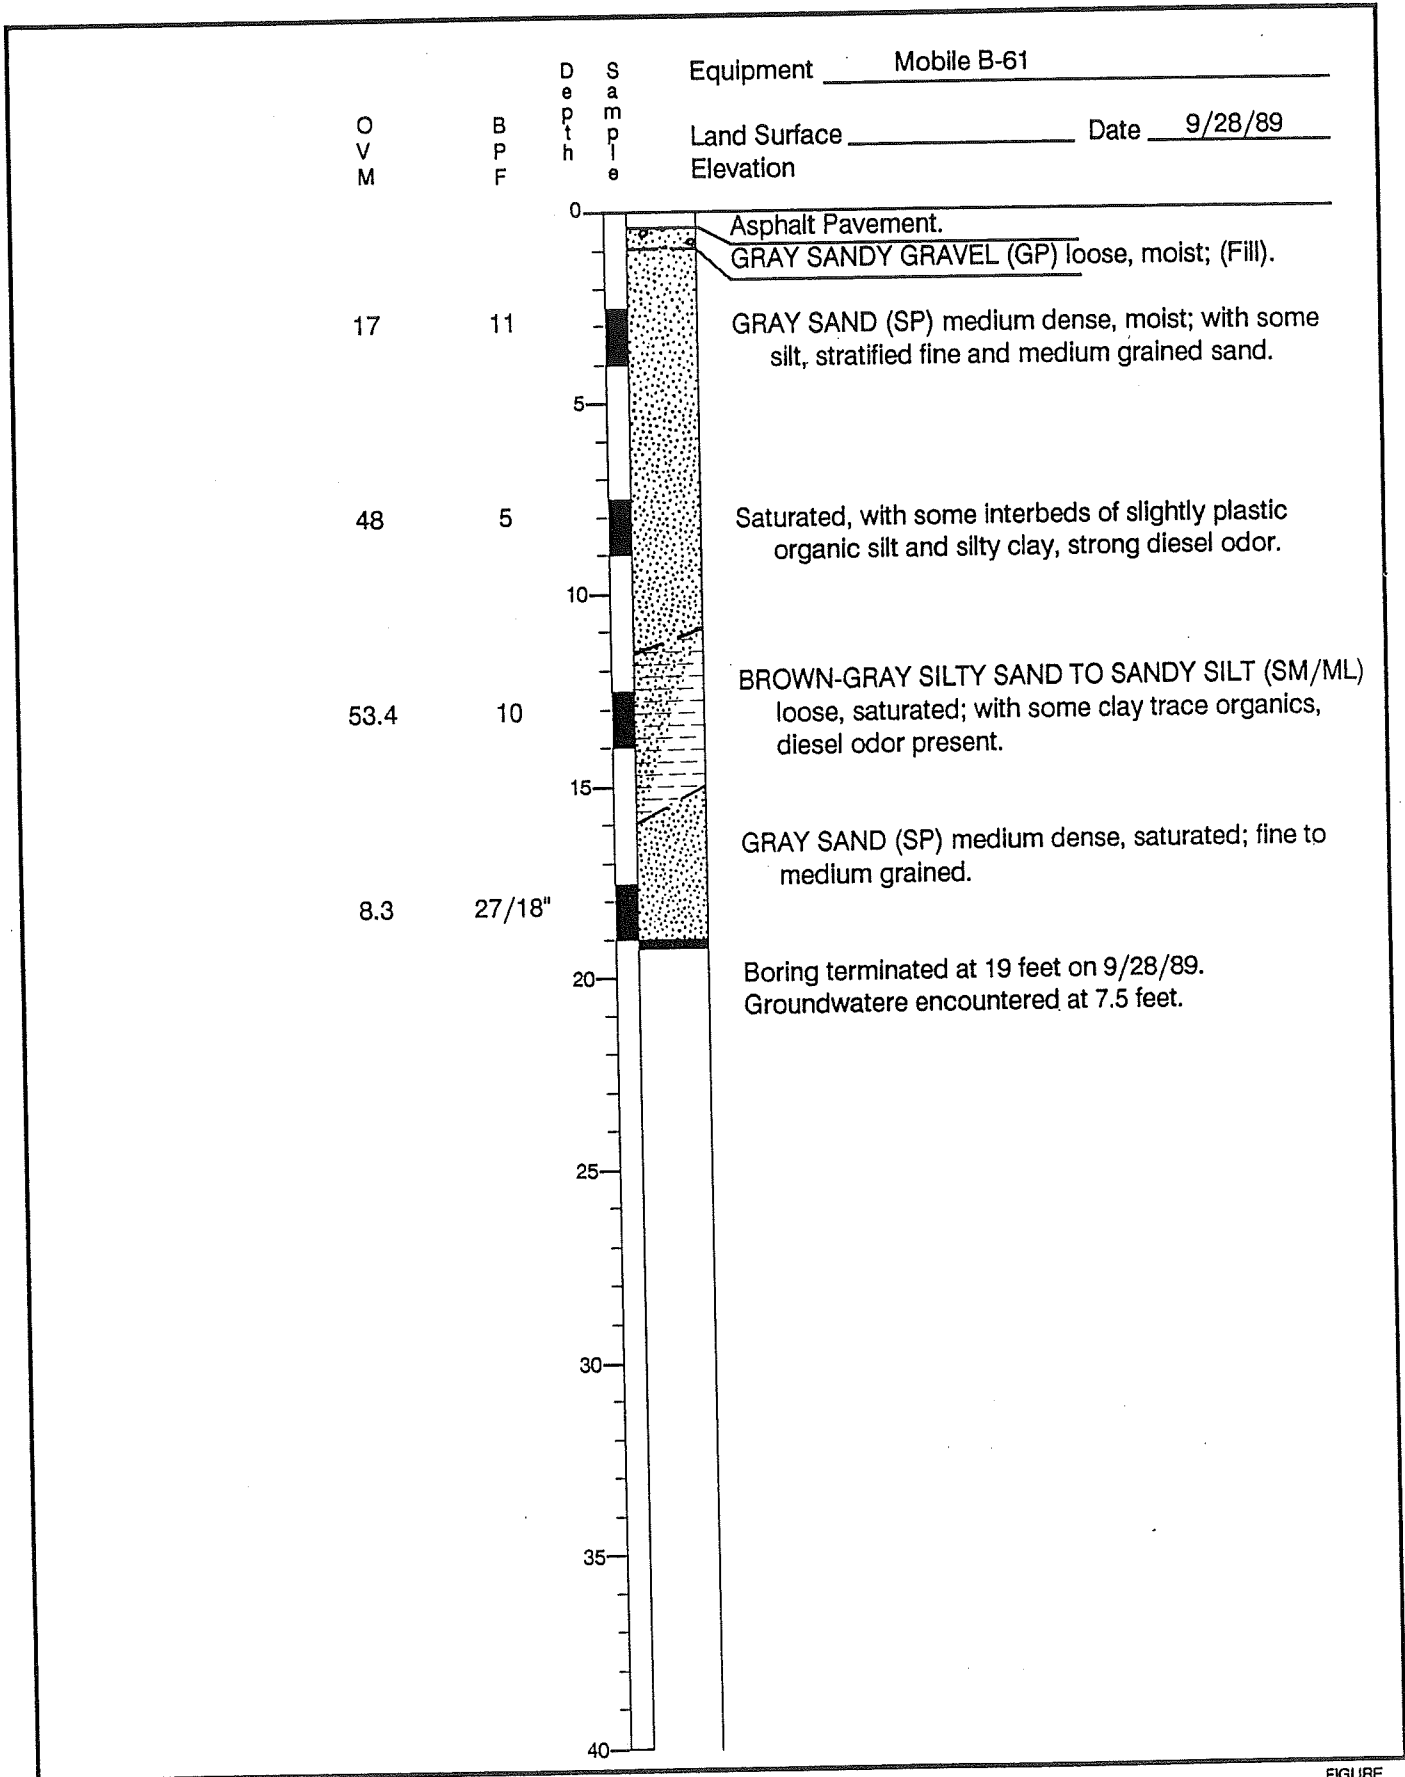 Depth
Sample
Equipment Mobile B-61
OVM
BPF
Land Surface Date 9/28/89
Elevation
0
Asphalt Pavement.
GRAY SANDY GRAVEL (GP) loose, moist; (Fill).
17 11 GRAY SAND (SP) medium dense, moist; with some
silt, stratified fine and medium grained sand.
5
48 5 Saturated, with some interbeds of slightly plastic
organic silt and silty clay, strong diesel odor.
10
BROWN-GRAY SILTY SAND TO SANDY SILT (SM/ML)
53.4 10 loose, saturated; with some clay trace organics,
diesel odor present.
15
GRAY SAND (SP) medium dense, saturated; fine to
medium grained.
8.3 27/18"
Boring terminated at 19 feet on 9/28/89.
20
Groundwatere encountered at 7.5 feet.
25
30
35
40
FIGURE